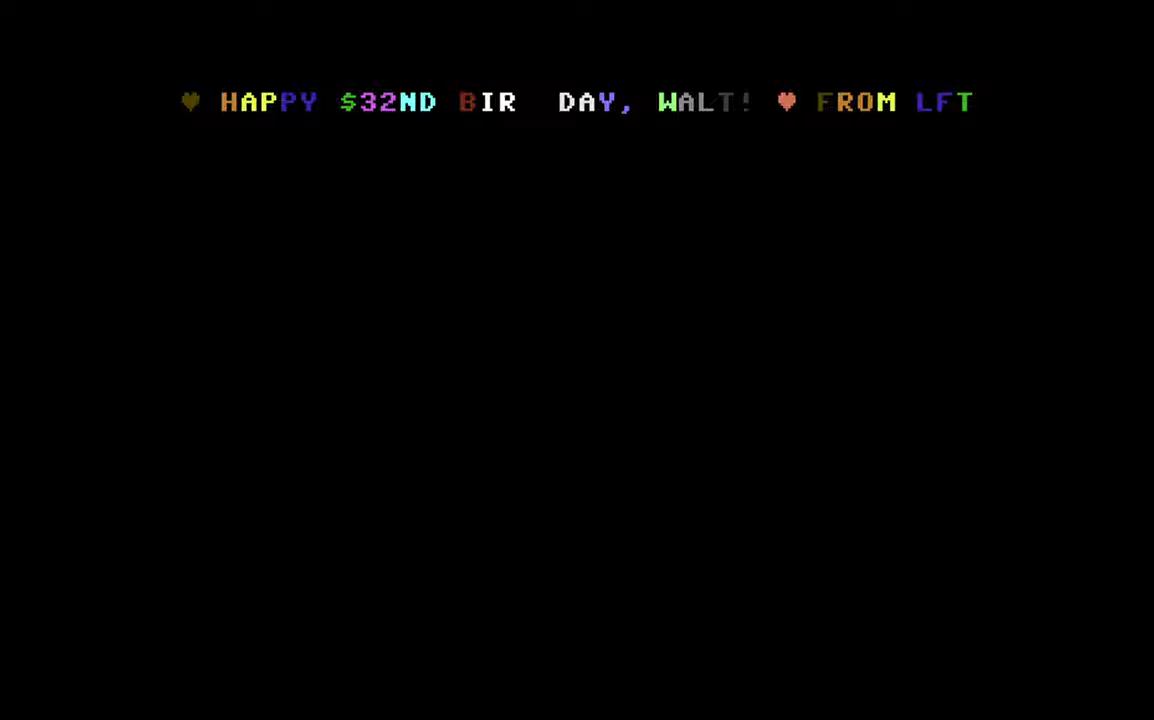 ♥ HAPPY $32ND BIR  DAY, WALT! ♥ FROM LFT